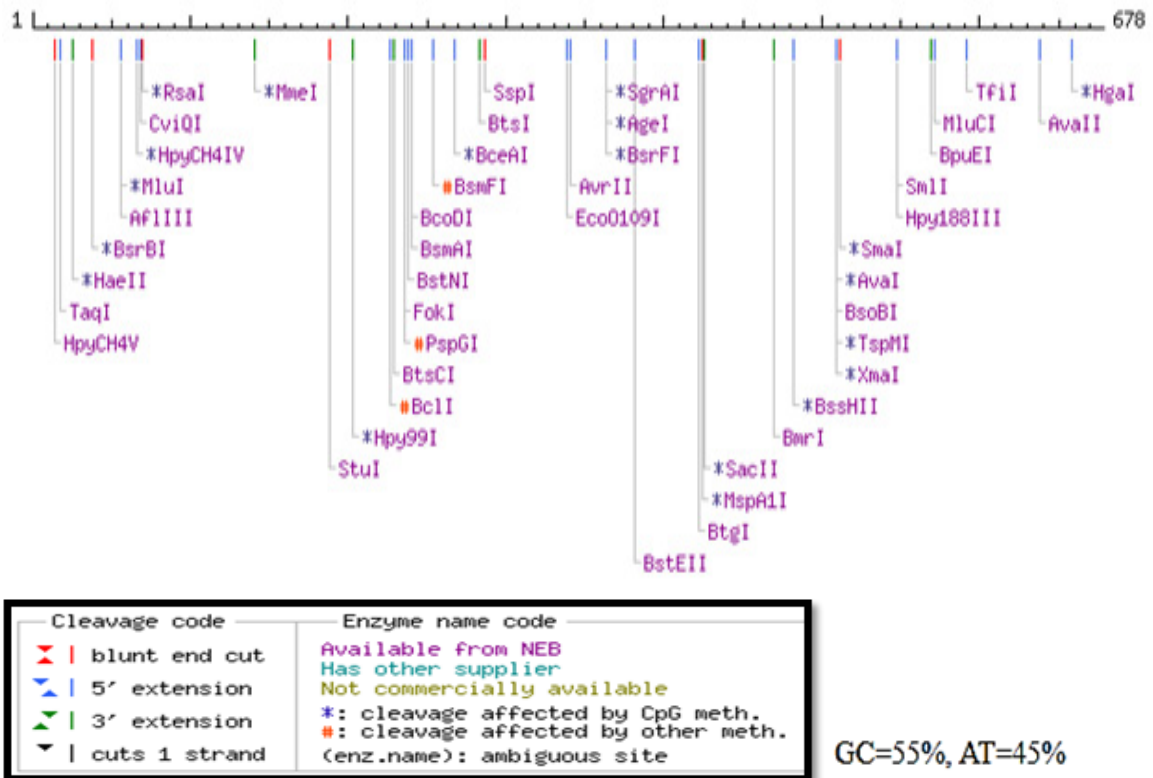 1 678
*RsaI *MmeI SspI *SgrAI TfiI *HgaI
CviQI BtsI *AgeI MluCI AvaII
*HpyCH4IV *BceAI *BsrFI BpuEI
*MluI #BsmFI AvrII SmlI
AflIII BcoDI EcoO109I Hpy188III
*BsrBI BsmAI *SmaI
*HaeII BstNI *AvaI
TaqI FokI BsoBI
HpyCH4V #PspGI *TspMI
BtsCI *XmaI
#BclI *BssHII
*Hpy99I BmrI
StuI *SacII
*MspA1I
BtgI
BstEII
Cleavage code Enzyme name code
| blunt end cut Available from NEB
| 5′ extension Has other supplier
| 3′ extension Not commercially available
| cuts 1 strand *: cleavage affected by CpG meth.
#: cleavage affected by other meth.
(enz.name): ambiguous site
GC=55%, AT=45%